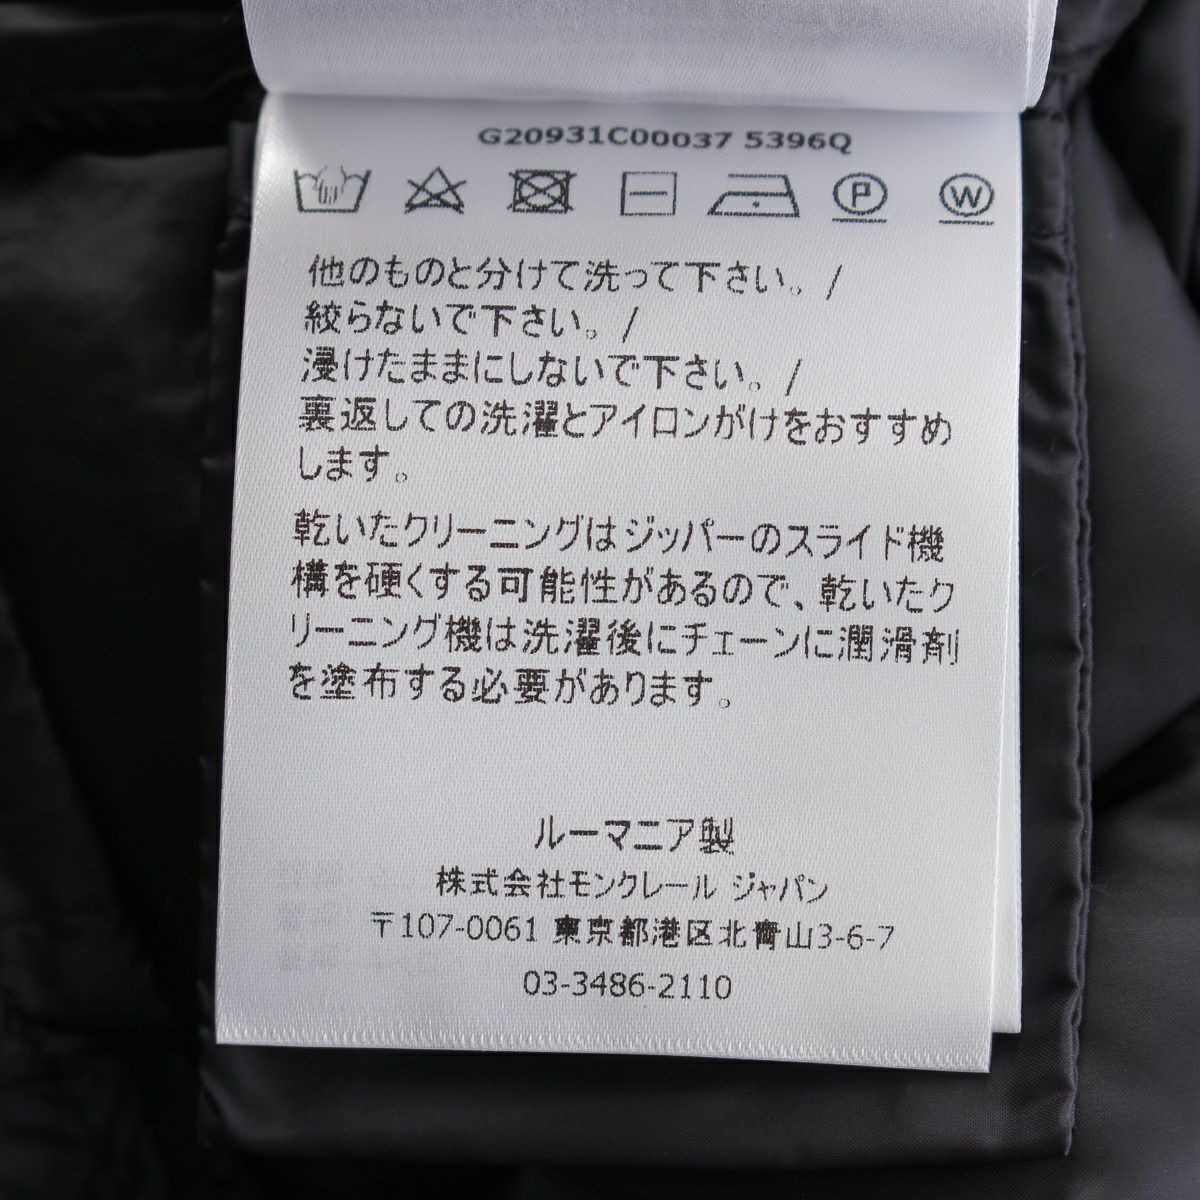 G20931C00037 5396Q
P W
他のものと分けて洗って下さい。/
絞らないで下さい。/
浸けたままにしないで下さい。/
裏返しての洗濯とアイロンがけをおすすめ
します。
乾いたクリーニングはジッパーのスライド機
構を硬くする可能性があるので、乾いたク
リーニング機は洗濯後にチェーンに潤滑剤
を塗布する必要があります。
ルーマニア製
株式会社モンクレール ジャパン
〒107-0061 東京都港区北青山3-6-7
03-3486-2110